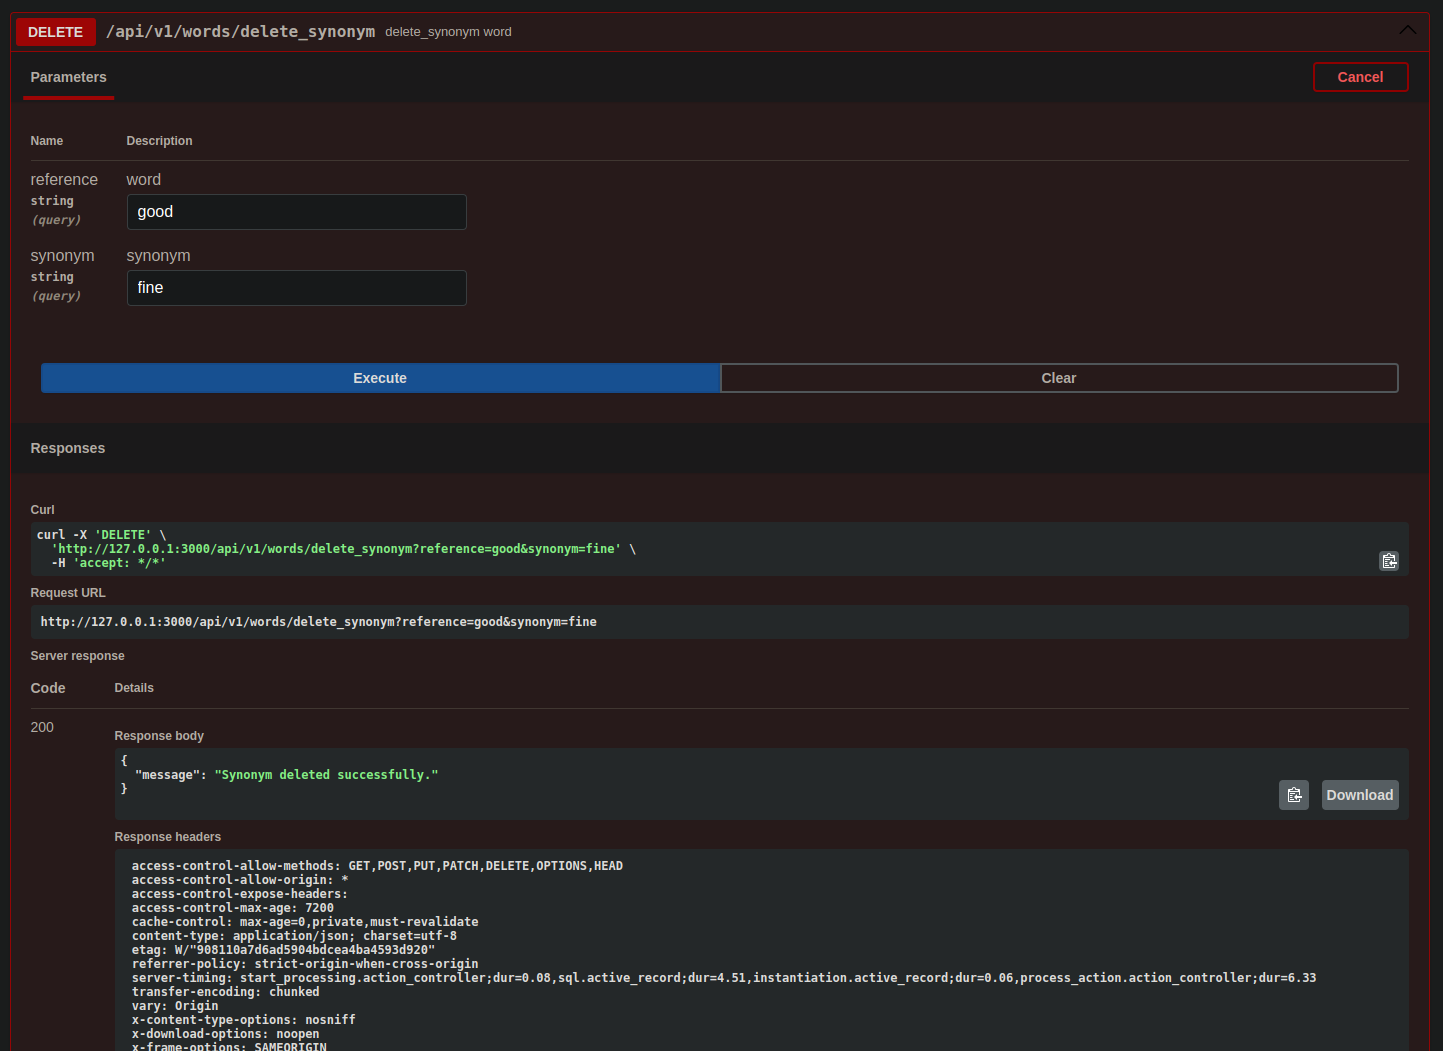 DELETE /api/v1/words/delete_synonym delete_synonym word
Parameters
Cancel
Name Description
reference word
string
(query)
good
synonym synonym
string
(query)
fine
Execute Clear
Responses
Curl
curl -X 'DELETE' \
'http://127.0.0.1:3000/api/v1/words/delete_synonym?reference=good&synonym=fine' \
-H 'accept: */*'
Request URL
http://127.0.0.1:3000/api/v1/words/delete_synonym?reference=good&synonym=fine
Server response
Code Details
200
Response body
{
"message": "Synonym deleted successfully."
}
Download
Response headers
access-control-allow-methods: GET,POST,PUT,PATCH,DELETE,OPTIONS,HEAD
access-control-allow-origin: *
access-control-expose-headers:
access-control-max-age: 7200
cache-control: max-age=0,private,must-revalidate
content-type: application/json; charset=utf-8
etag: W/"908110a7d6ad5904bdcea4ba4593d920"
referrer-policy: strict-origin-when-cross-origin
server-timing: start_processing.action_controller;dur=0.08,sql.active_record;dur=4.51,instantiation.active_record;dur=0.06,process_action.action_controller;dur=6.33
transfer-encoding: chunked
vary: Origin
x-content-type-options: nosniff
x-download-options: noopen
x-frame-options: SAMEORIGIN